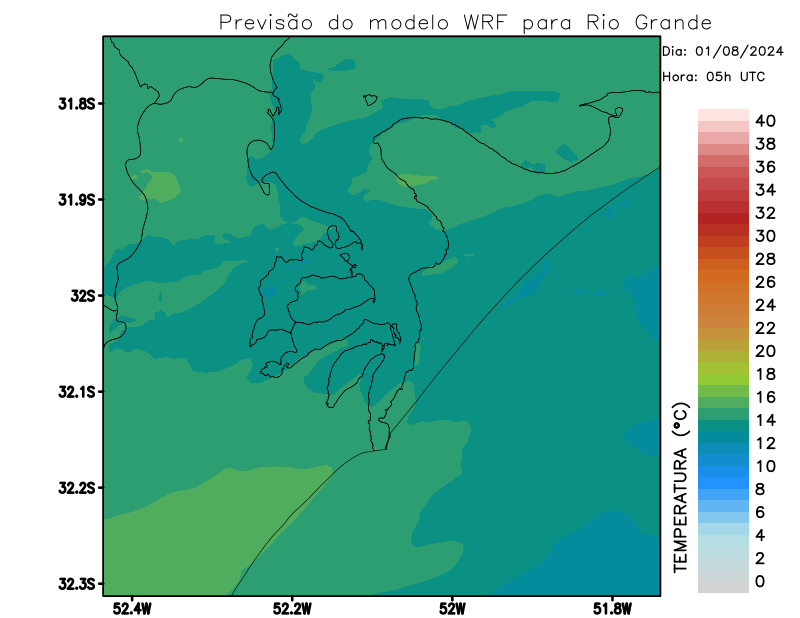 Previsão do modelo WRF para Rio Grande
Dia: 01/08/2024
Hora: 05h UTC
31.8S
31.9S
32S
32.1S
32.2S
32.3S
52.4W
52.2W
52W
51.8W
TEMPERATURA (°C)
40
38
36
34
32
30
28
26
24
22
20
18
16
14
12
10
8
6
4
2
0